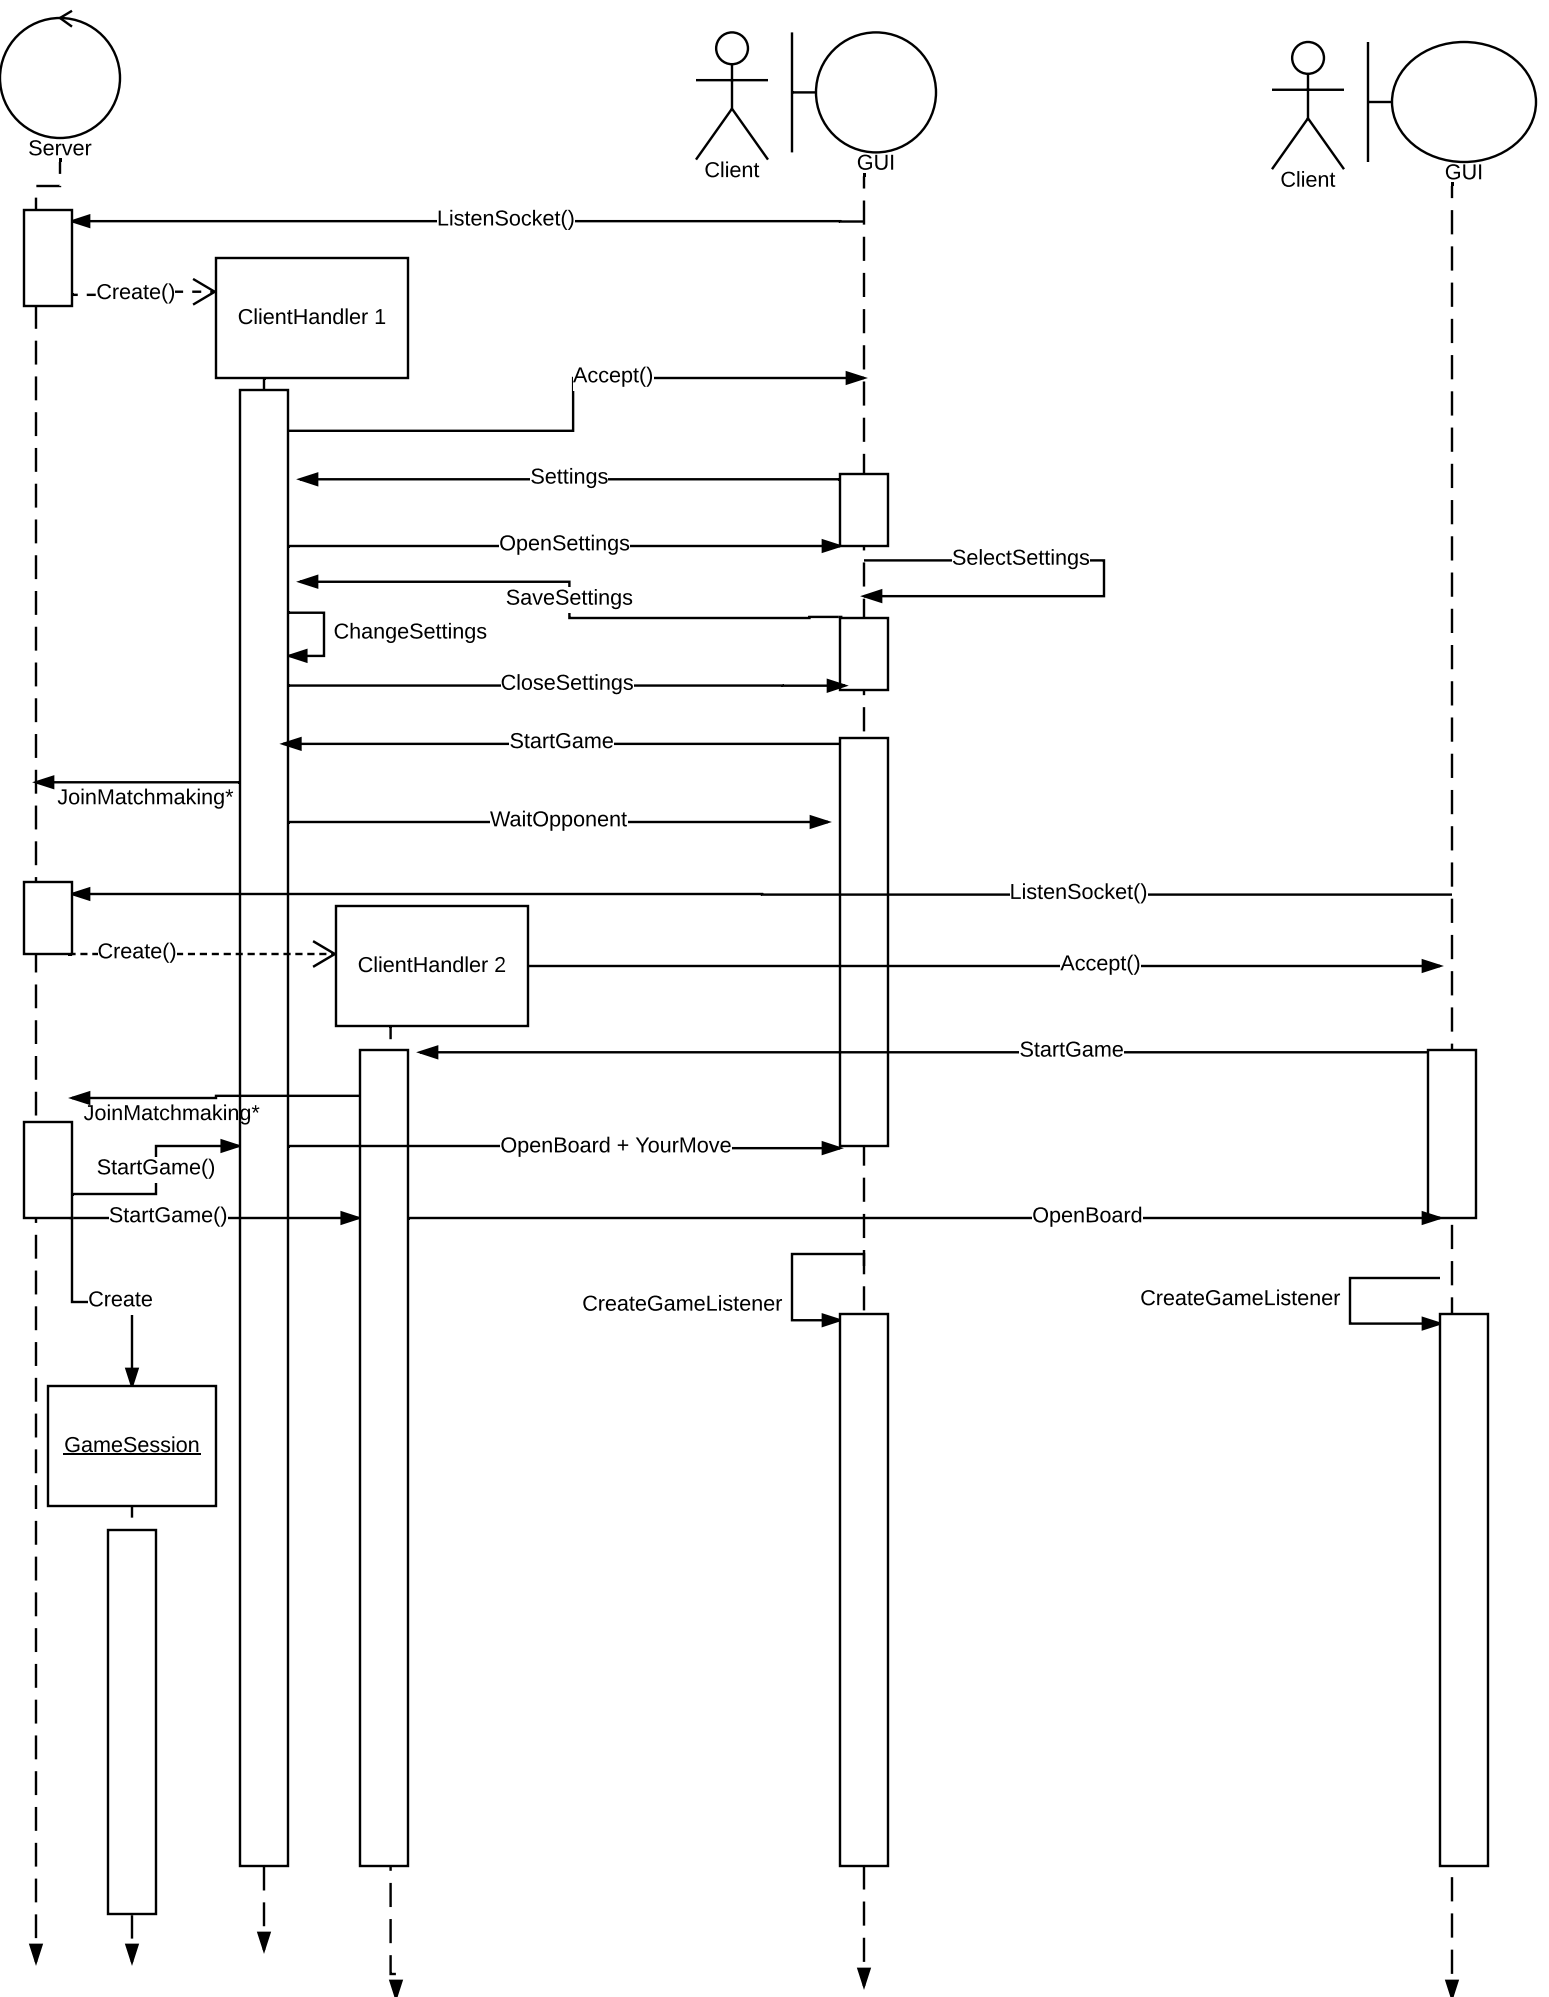 Server
Client
GUI
Client
GUI
ListenSocket()
Create()
ClientHandler 1
Accept()
Settings
OpenSettings
SelectSettings
SaveSettings
ChangeSettings
CloseSettings
StartGame
JoinMatchmaking*
WaitOpponent
ListenSocket()
Create()
ClientHandler 2
Accept()
StartGame
JoinMatchmaking*
OpenBoard + YourMove
StartGame()
StartGame()
OpenBoard
Create
CreateGameListener
CreateGameListener
GameSession